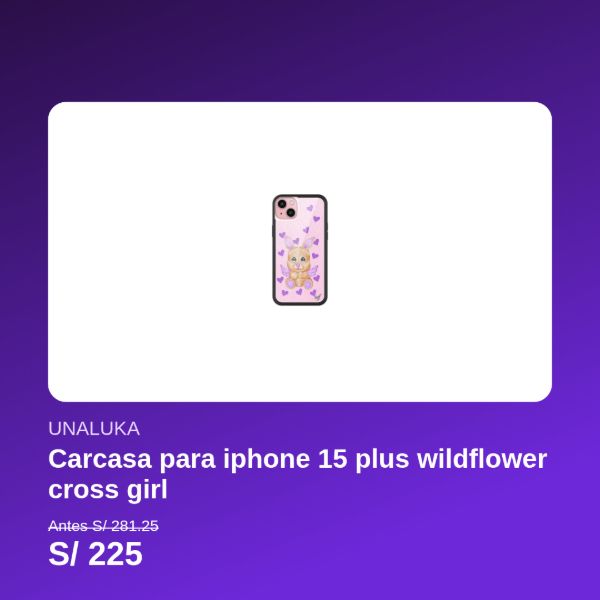 UNALUKA
Carcasa para iphone 15 plus wildflower
cross girl
Antes S/ 281.25
S/ 225